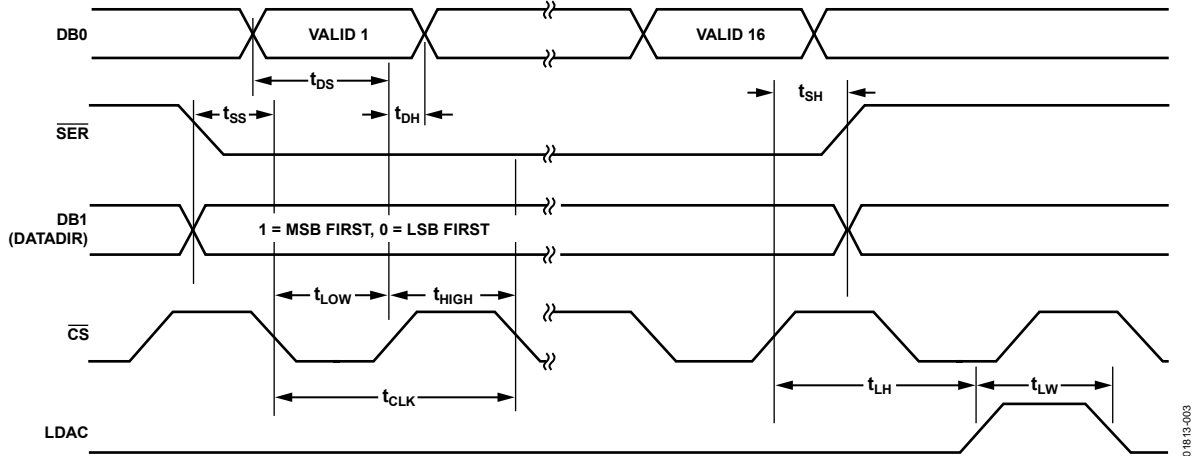 DB0
VALID 1
VALID 16
tDS
tSH
tSS
tDH
SER
DB1
(DATADIR)
1 = MSB FIRST, 0 = LSB FIRST
tLOW
tHIGH
CS
tCLK
tLH
tLW
LDAC
01813-003